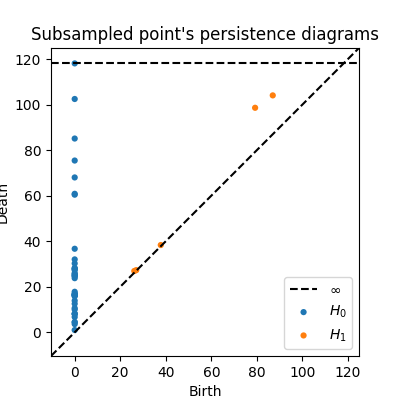 Subsampled point's persistence diagrams
120
100
80
60
40
20
0
Death
0 20 40 60 80 100 120
Birth
∞
H₀
H₁